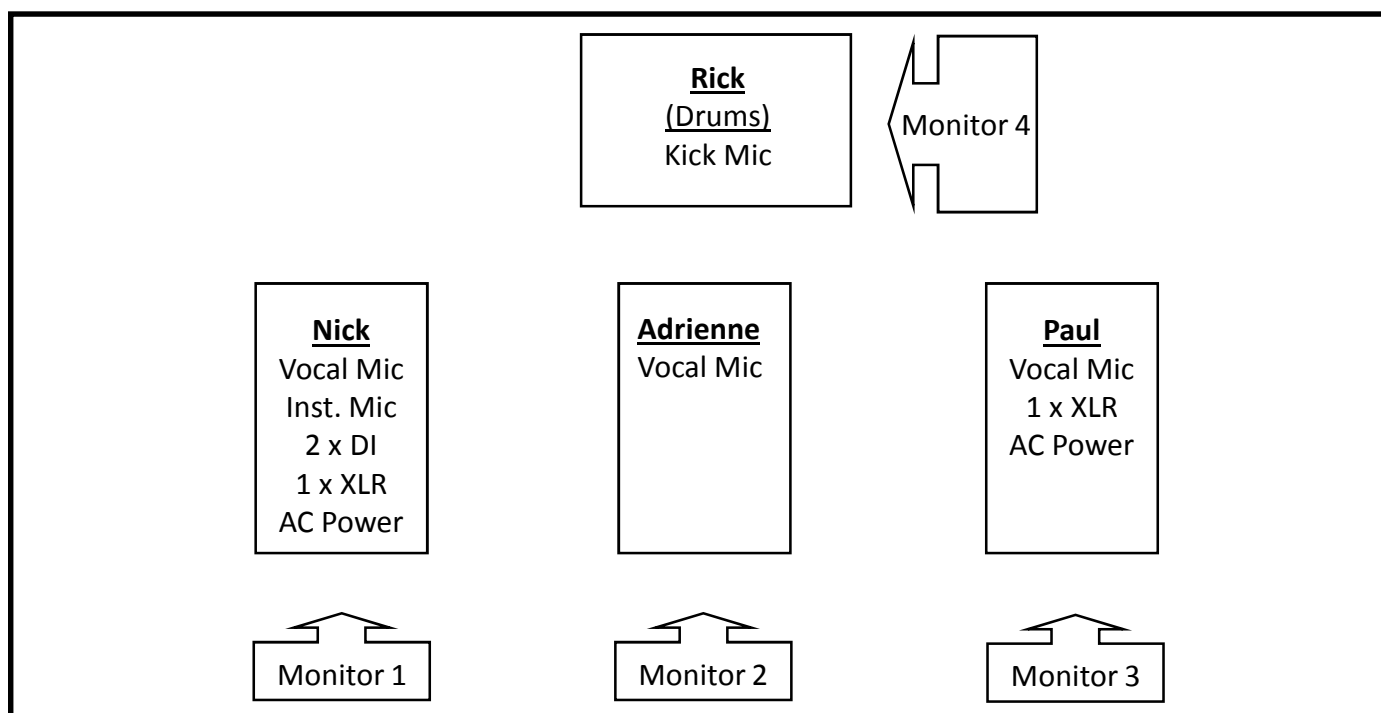 Rick
(Drums)
Kick Mic
Monitor 4
Nick
Vocal Mic
Inst. Mic
2 x DI
1 x XLR
AC Power
Adrienne
Vocal Mic
Paul
Vocal Mic
1 x XLR
AC Power
Monitor 1
Monitor 2
Monitor 3